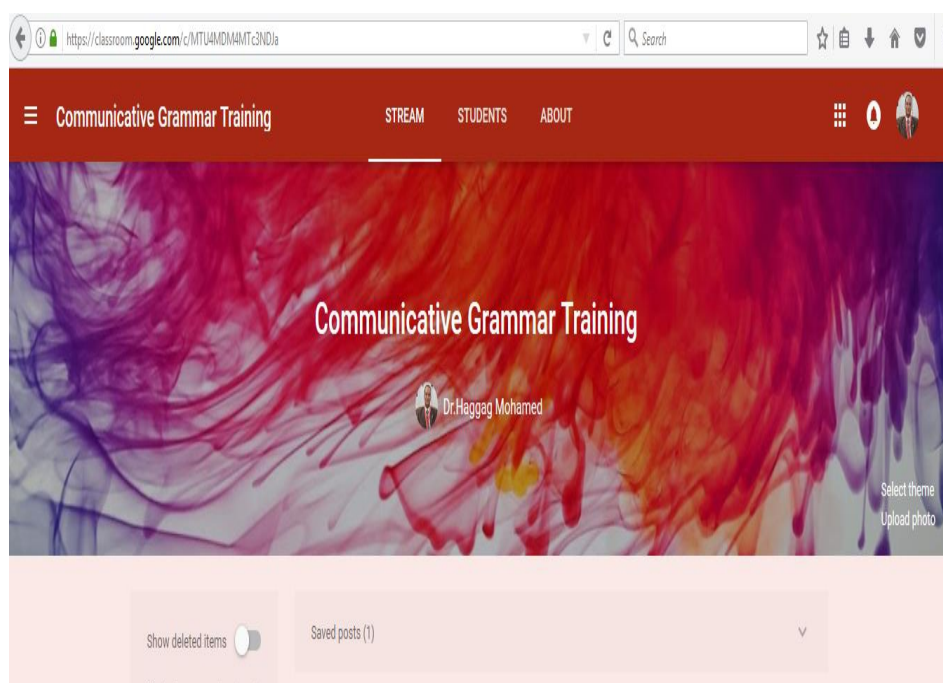 https://classroom.google.com/c/MTU4MDM4MTc3NDJa
Search
Communicative Grammar Training
STREAM STUDENTS ABOUT
Communicative Grammar Training
Dr.Haggag Mohamed
Select theme
Upload photo
Show deleted items
Saved posts (1)